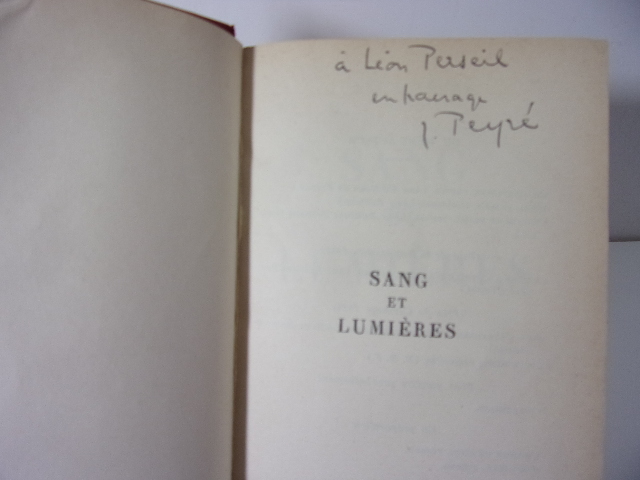 à Léon Perseil
en hommage
J. Peyré
SANG
ET
LUMIÈRES